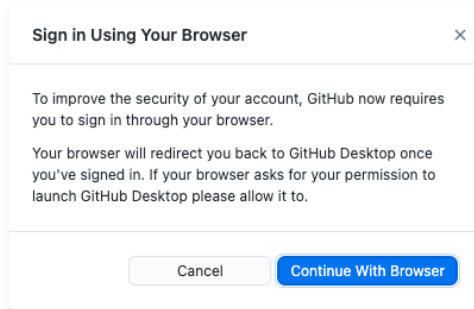 Sign in Using Your Browser
To improve the security of your account, GitHub now requires
you to sign in through your browser.
Your browser will redirect you back to GitHub Desktop once
you've signed in. If your browser asks for your permission to
launch GitHub Desktop please allow it to.
Cancel
Continue With Browser